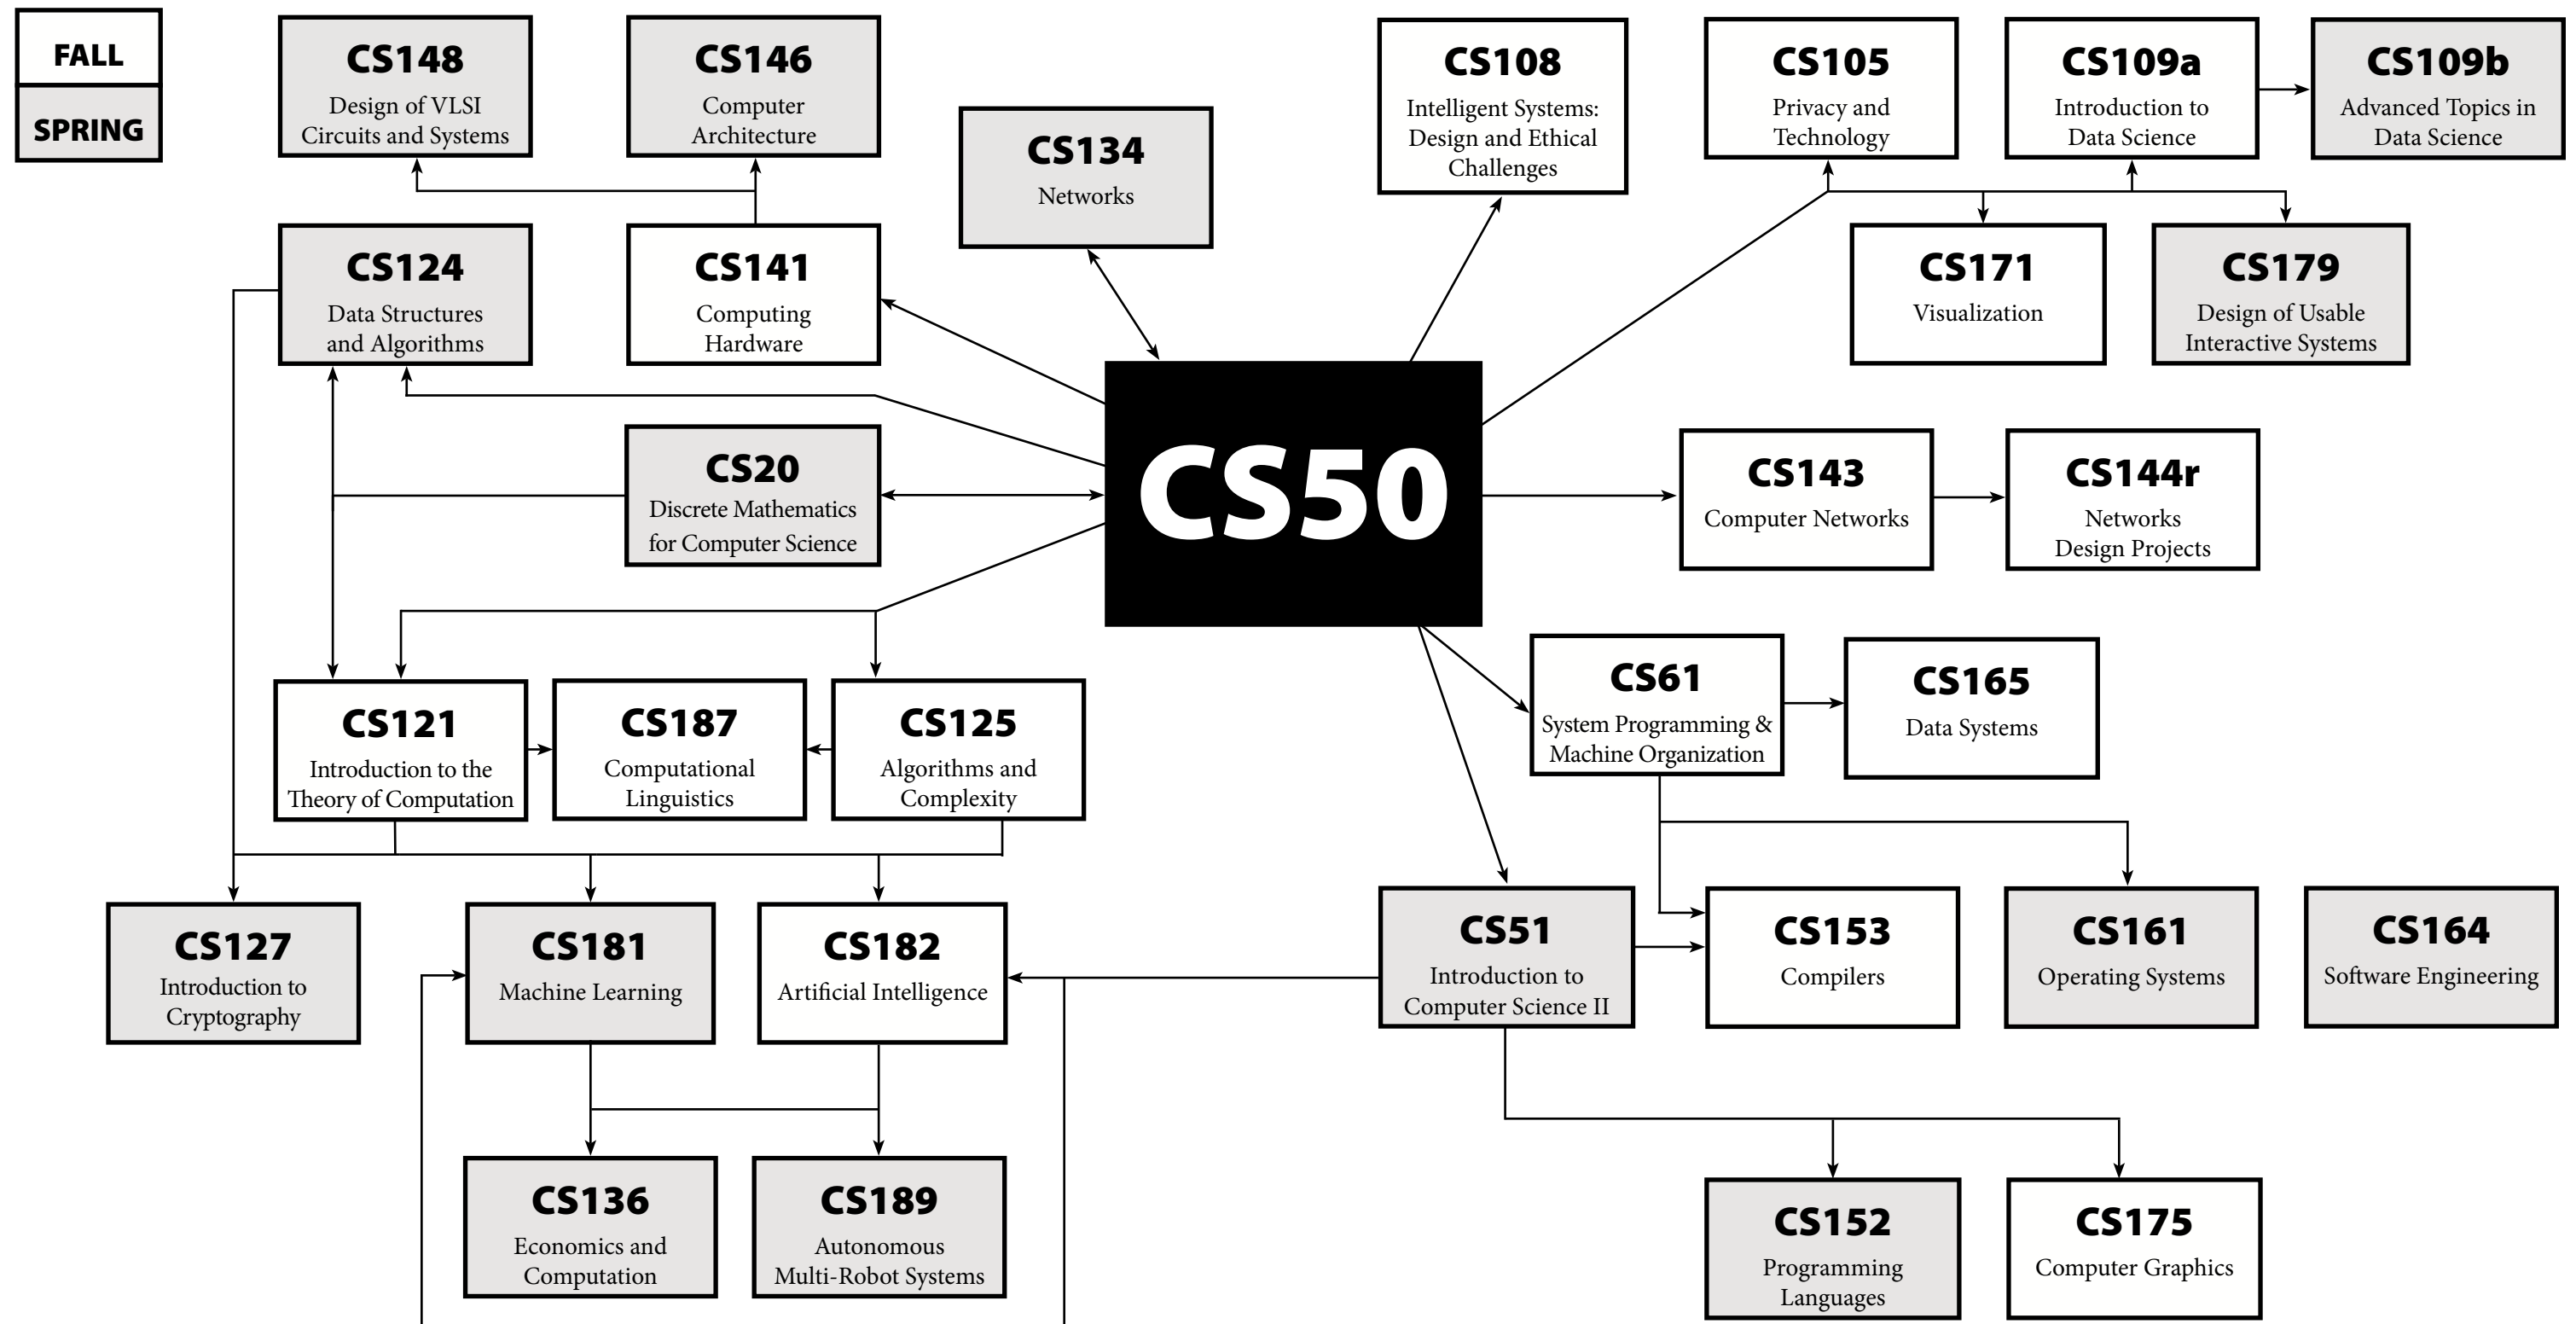 FALL
SPRING
CS148
Design of VLSI
Circuits and Systems
CS146
Computer
Architecture
CS134
Networks
CS108
Intelligent Systems:
Design and Ethical
Challenges
CS105
Privacy and
Technology
CS109a
Introduction to
Data Science
CS109b
Advanced Topics in
Data Science
CS124
Data Structures
and Algorithms
CS141
Computing
Hardware
CS171
Visualization
CS179
Design of Usable
Interactive Systems
CS20
Discrete Mathematics
for Computer Science
CS50
CS143
Computer Networks
CS144r
Networks
Design Projects
CS121
Introduction to the
Theory of Computation
CS187
Computational
Linguistics
CS125
Algorithms and
Complexity
CS61
System Programming &
Machine Organization
CS165
Data Systems
CS127
Introduction to
Cryptography
CS181
Machine Learning
CS182
Artificial Intelligence
CS51
Introduction to
Computer Science II
CS153
Compilers
CS161
Operating Systems
CS164
Software Engineering
CS136
Economics and
Computation
CS189
Autonomous
Multi-Robot Systems
CS152
Programming
Languages
CS175
Computer Graphics